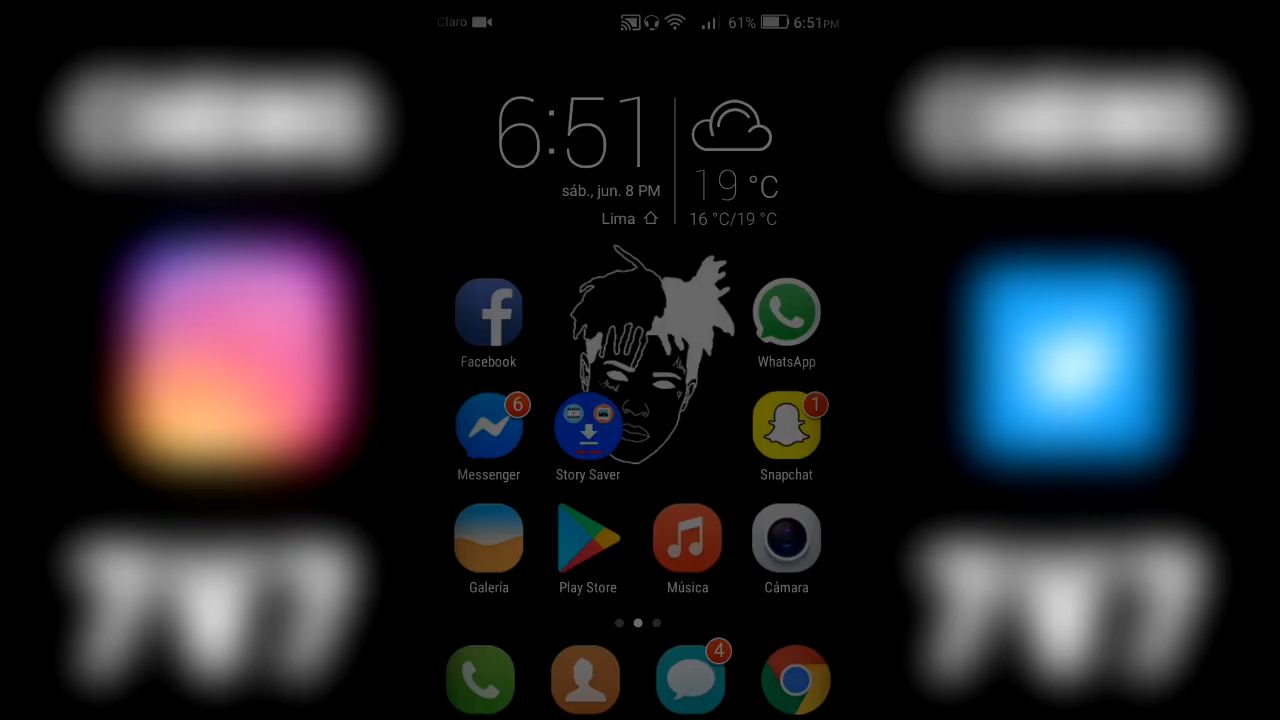 Claro 61% 6:51PM
6:51
sáb., jun. 8 PM
Lima
19 °C
16 °C/19 °C
Facebook
WhatsApp
6
1
Messenger
Story Saver
Snapchat
Galería
Play Store
Música
Cámara
4